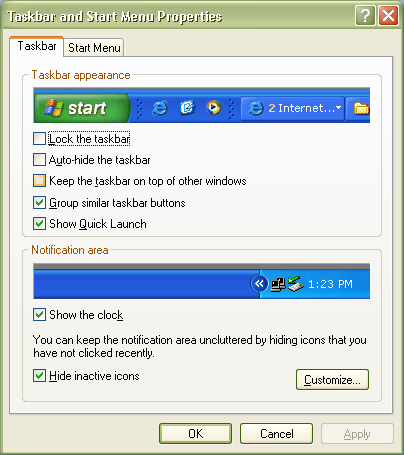 Taskbar and Start Menu Properties
Taskbar Start Menu
Taskbar appearance
start 2 Internet...
Lock the taskbar
Auto-hide the taskbar
Keep the taskbar on top of other windows
Group similar taskbar buttons
Show Quick Launch
Notification area
1:23 PM
Show the clock
You can keep the notification area uncluttered by hiding icons that you
have not clicked recently.
Hide inactive icons
Customize...
OK Cancel Apply